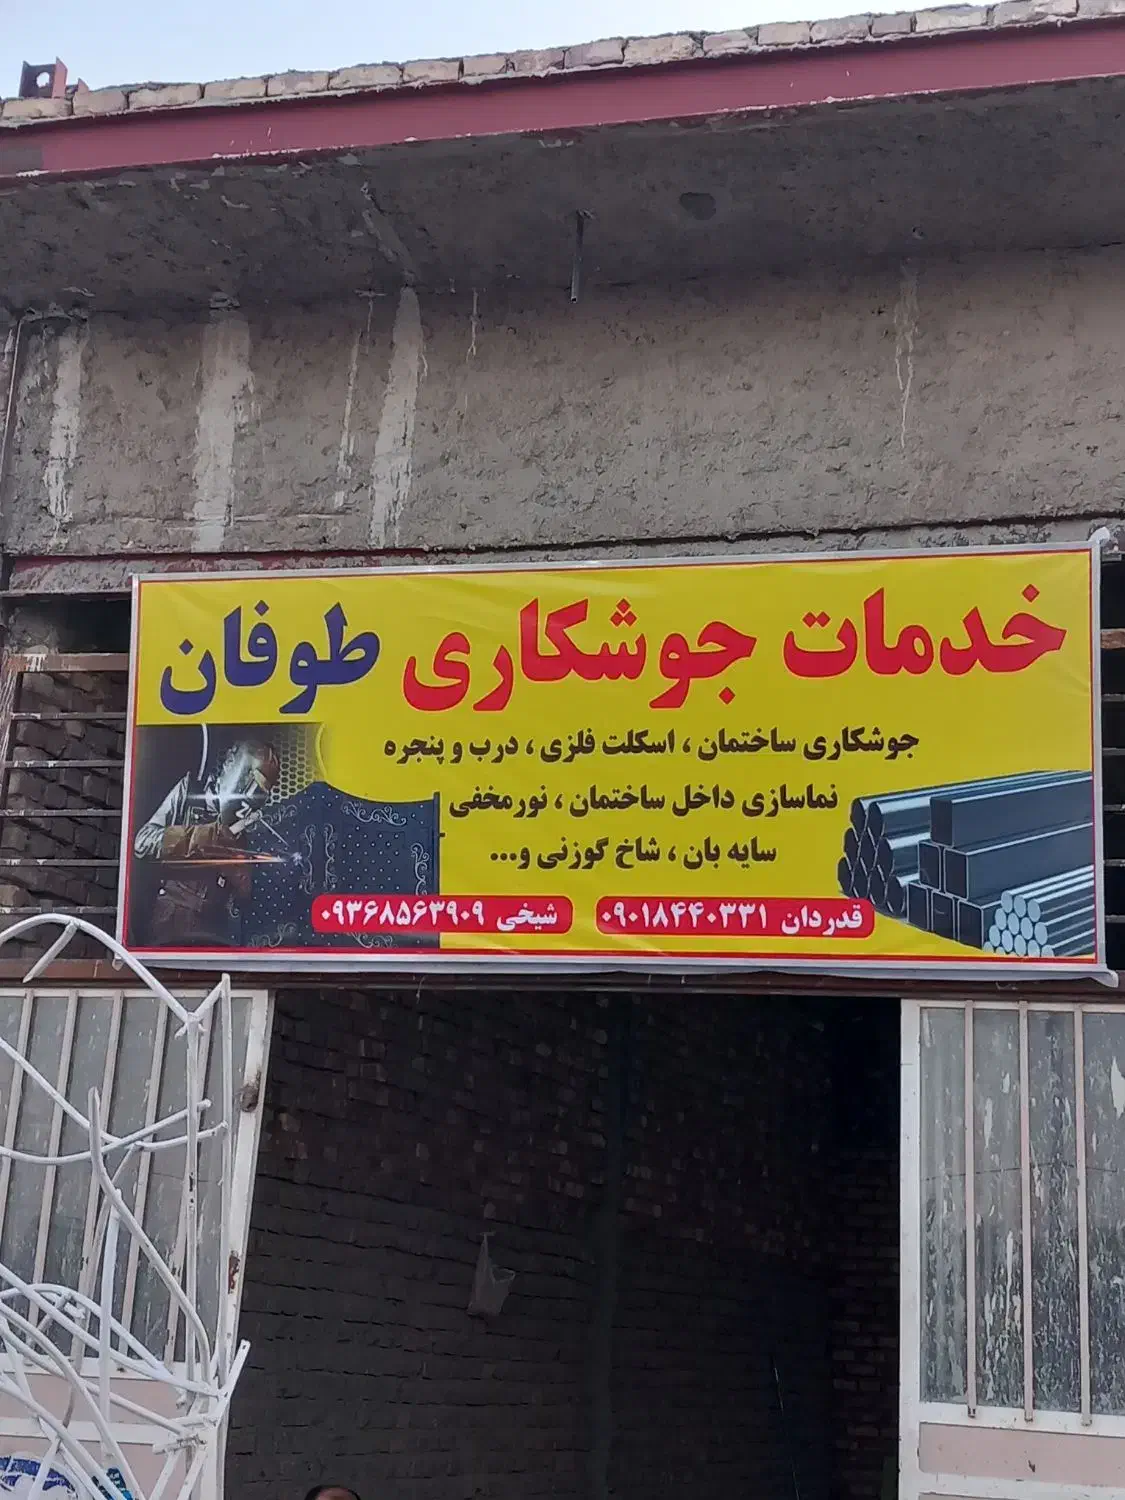 خدمات جوشکاری طوفان
جوشکاری ساختمان ، اسکلت فلزی ، درب و پنجره
نماسازی داخل ساختمان ، نورمخفی
سایه بان ، شاخ گوزنی و...
قدردان ۰۹۰۱۸۴۴۰۳۳۱ شیخی ۰۹۳۶۸۵۶۳۹۰۹